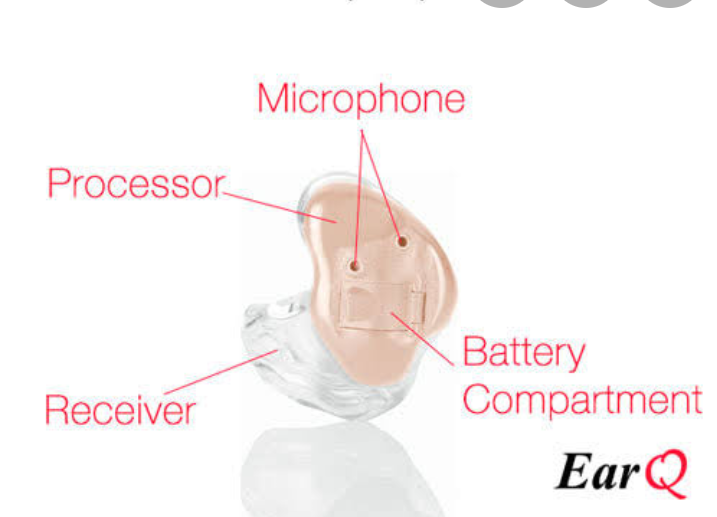 Microphone
Processor
Battery
Compartment
Receiver
EarQ